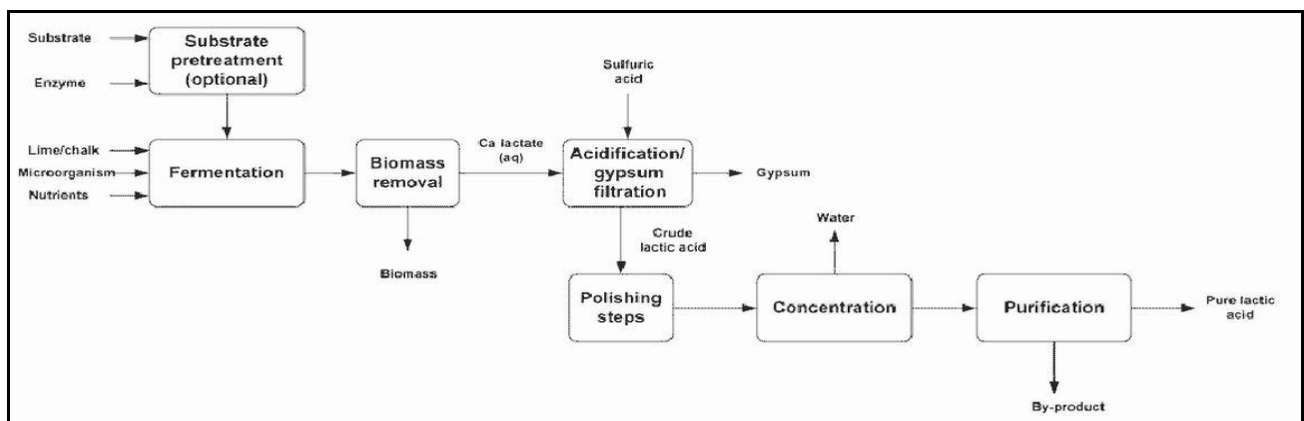 Substrate
Substrate
pretreatment
(optional)
Enzyme
Sulfuric
acid
Lime/chalk
Microorganism
Nutrients
Fermentation
Biomass
removal
Ca lactate
(aq)
Acidification/
gypsum
filtration
Gypsum
Biomass
Crude
lactic acid
Water
Polishing
steps
Concentration
Purification
Pure lactic
acid
By-product